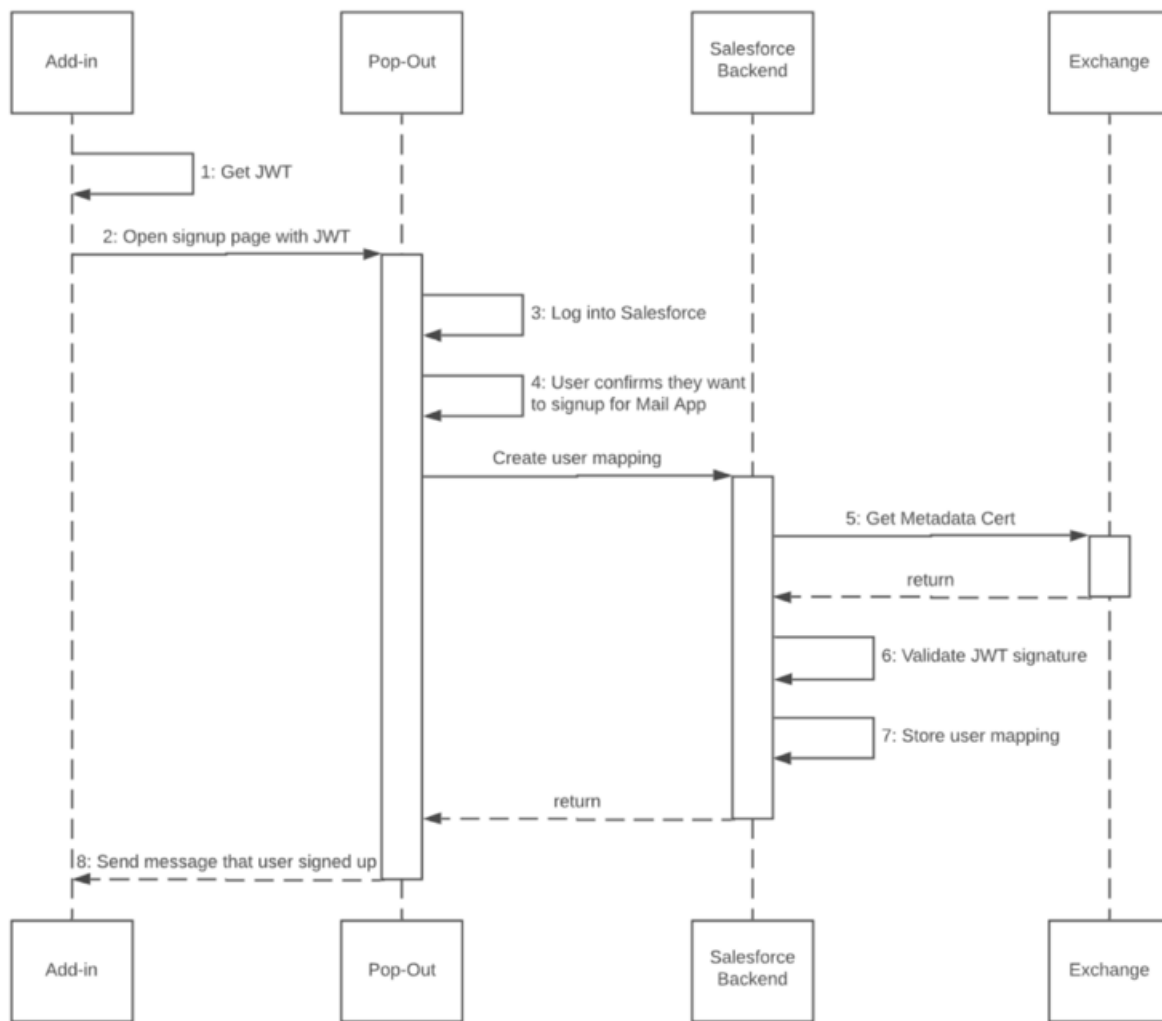 Add-in
Pop-Out
Salesforce
Backend
Exchange
1: Get JWT
2: Open signup page with JWT
3: Log into Salesforce
4: User confirms they want
to signup for Mail App
Create user mapping
5: Get Metadata Cert
return
6: Validate JWT signature
7: Store user mapping
return
8: Send message that user signed up
Add-in
Pop-Out
Salesforce
Backend
Exchange